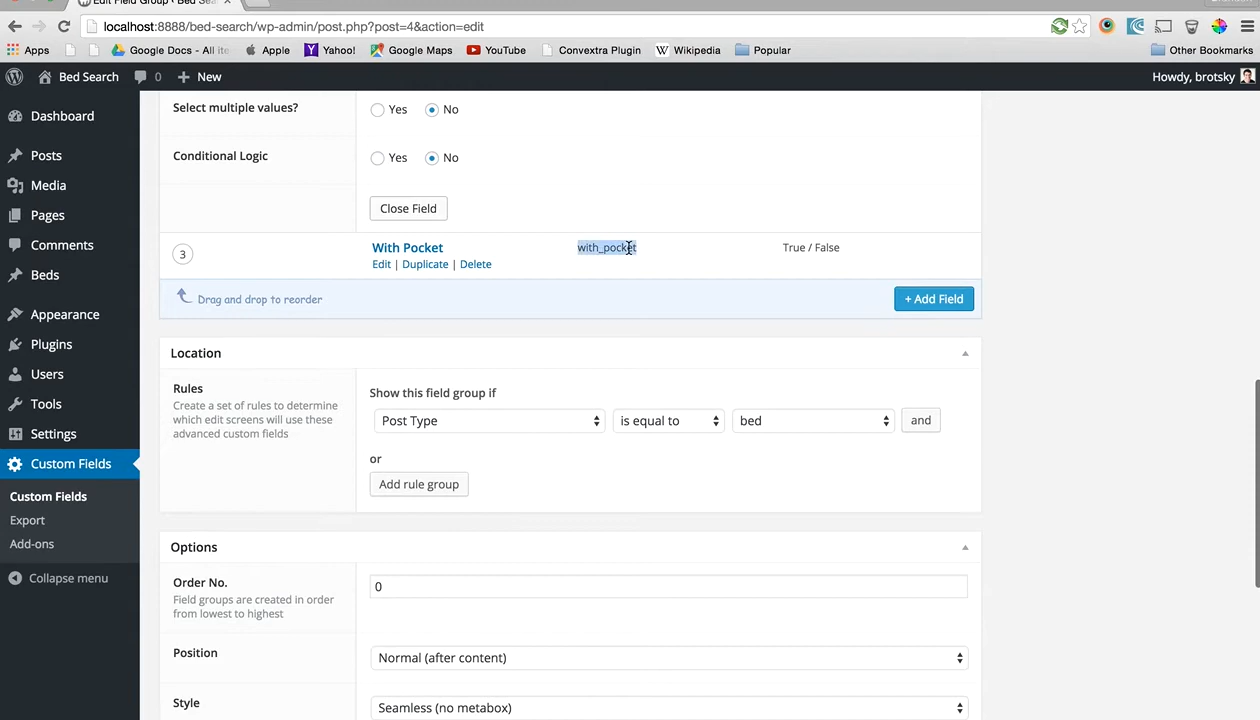 Edit Field Group ‹ Bed Sear
localhost:8888/bed-search/wp-admin/post.php?post=4&action=edit
Apps Google Docs - All ite Apple Yahoo! Google Maps YouTube Convextra Plugin W Wikipedia Popular Other Bookmarks
Bed Search 0 + New Howdy, brotsky
Dashboard
Posts
Media
Pages
Comments
Beds
Appearance
Plugins
Users
Tools
Settings
Custom Fields
Custom Fields
Export
Add-ons
Collapse menu
Select multiple values? Yes No
Conditional Logic Yes No
Close Field
3 With Pocket with_pocket True / False
Edit | Duplicate | Delete
Drag and drop to reorder + Add Field
Location
Rules
Create a set of rules to determine
which edit screens will use these
advanced custom fields
Show this field group if
Post Type is equal to bed and
or
Add rule group
Options
Order No.
Field groups are created in order
from lowest to highest
0
Position Normal (after content)
Style Seamless (no metabox)